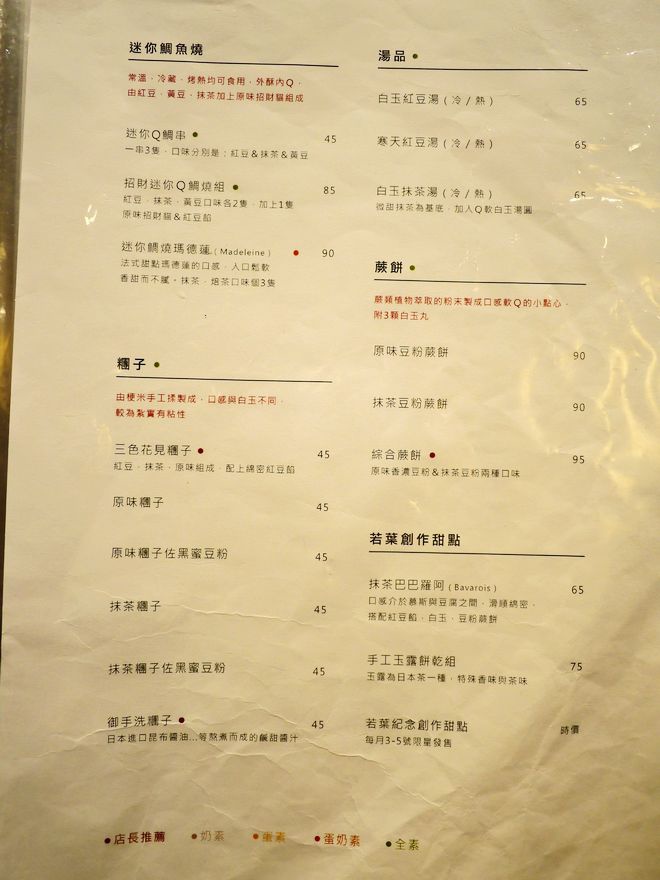 迷你鯛魚燒
常溫、冷藏、烤熱均可食用，外酥內Q，
由紅豆、黃豆、抹茶加上原味招財貓組成
迷你Q鯛串 45
一串3隻，口味分別是：紅豆&抹茶&黃豆
招財迷你Q鯛燒組 85
紅豆、抹茶、黃豆口味各2隻，加上1隻
原味招財貓&紅豆餡
迷你鯛燒瑪德蓮(Madeleine) 90
法式甜點瑪德蓮的口感，入口鬆軟
香甜而不膩。抹茶、焙茶口味個3隻
糰子
由梗米手工揉製成，口感與白玉不同，
較為紮實有粘性
三色花見糰子 45
紅豆、抹茶、原味組成，配上綿密紅豆餡
原味糰子 45
原味糰子佐黑蜜豆粉 45
抹茶糰子 45
抹茶糰子佐黑蜜豆粉 45
御手洗糰子 45
日本進口昆布醬油...等熬煮而成的鹹甜醬汁
湯品
白玉紅豆湯(冷/熱) 65
寒天紅豆湯(冷/熱) 65
白玉抹茶湯(冷/熱) 65
微甜抹茶為基底，加入Q軟白玉湯圓
蕨餅
蕨類植物萃取的粉末製成口感軟Q的小點心，
附3顆白玉丸
原味豆粉蕨餅 90
抹茶豆粉蕨餅 90
綜合蕨餅 95
原味香濃豆粉&抹茶豆粉兩種口味
若葉創作甜點
抹茶巴巴羅阿(Bavarois) 65
口感介於慕斯與豆腐之間，滑順綿密，
搭配紅豆餡、白玉、豆粉蕨餅
手工玉露餅乾組 75
玉露為日本茶一種，特殊香味與茶味
若葉紀念創作甜點 時價
每月3-5號限量發售
店長推薦 奶素 蛋素 蛋奶素 全素